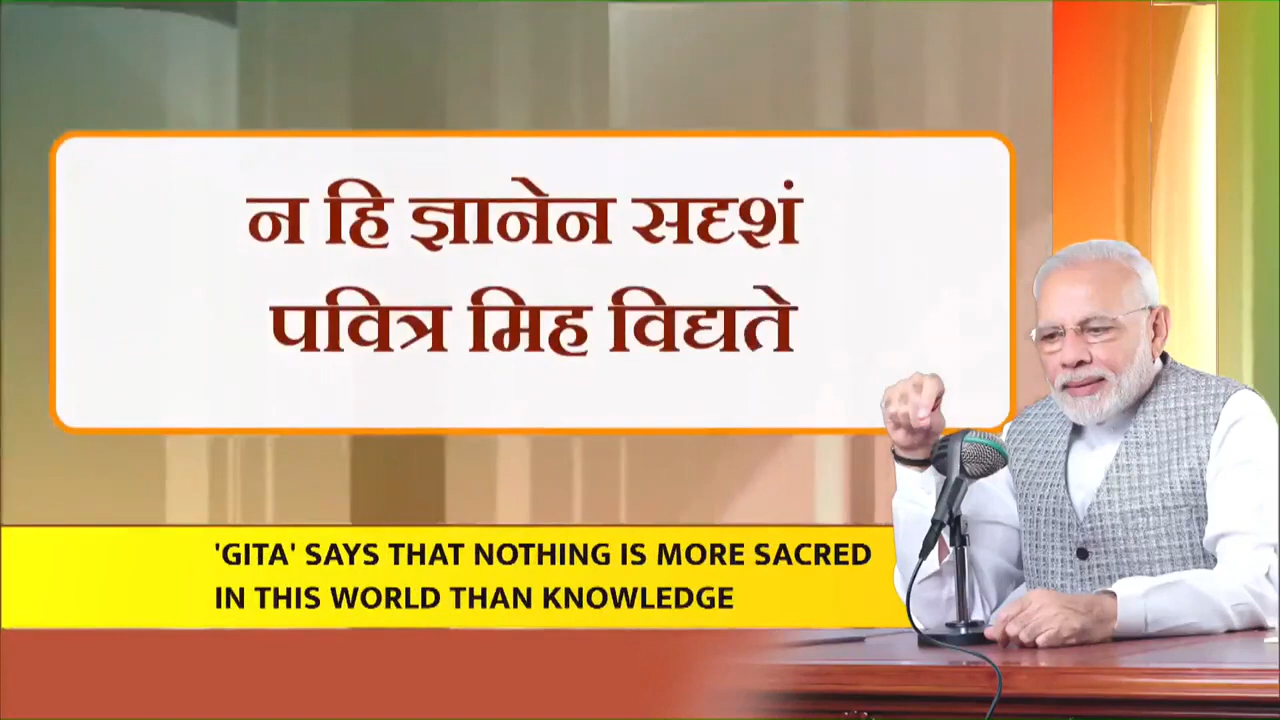 न हि ज्ञानेन सदृशं
पवित्र मिह विद्यते
'GITA' SAYS THAT NOTHING IS MORE SACRED
IN THIS WORLD THAN KNOWLEDGE